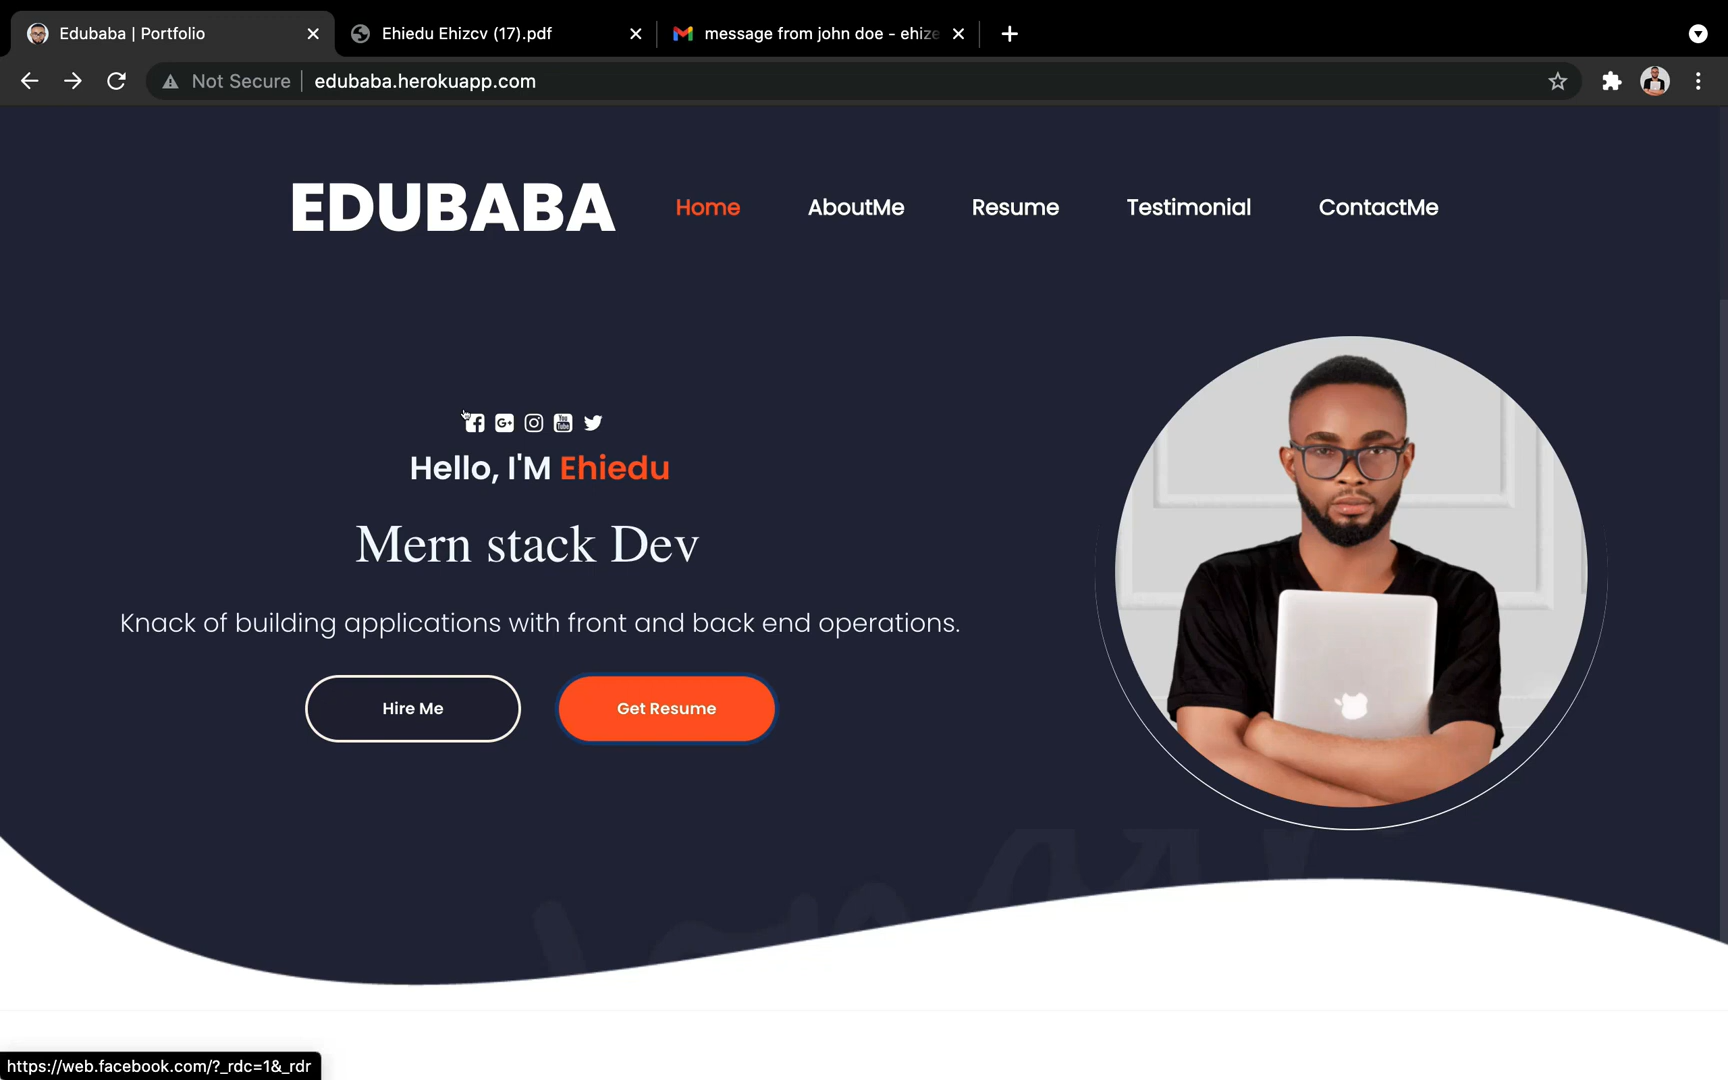 Edubaba | Portfolio
Ehiedu Ehizcv (17).pdf
message from john doe - ehize
Not Secure
edubaba.herokuapp.com
EDUBABA
Home
AboutMe
Resume
Testimonial
ContactMe
Hello, I'M Ehiedu
Mern stack Dev
Knack of building applications with front and back end operations.
Hire Me
Get Resume
https://web.facebook.com/?_rdc=1&_rdr